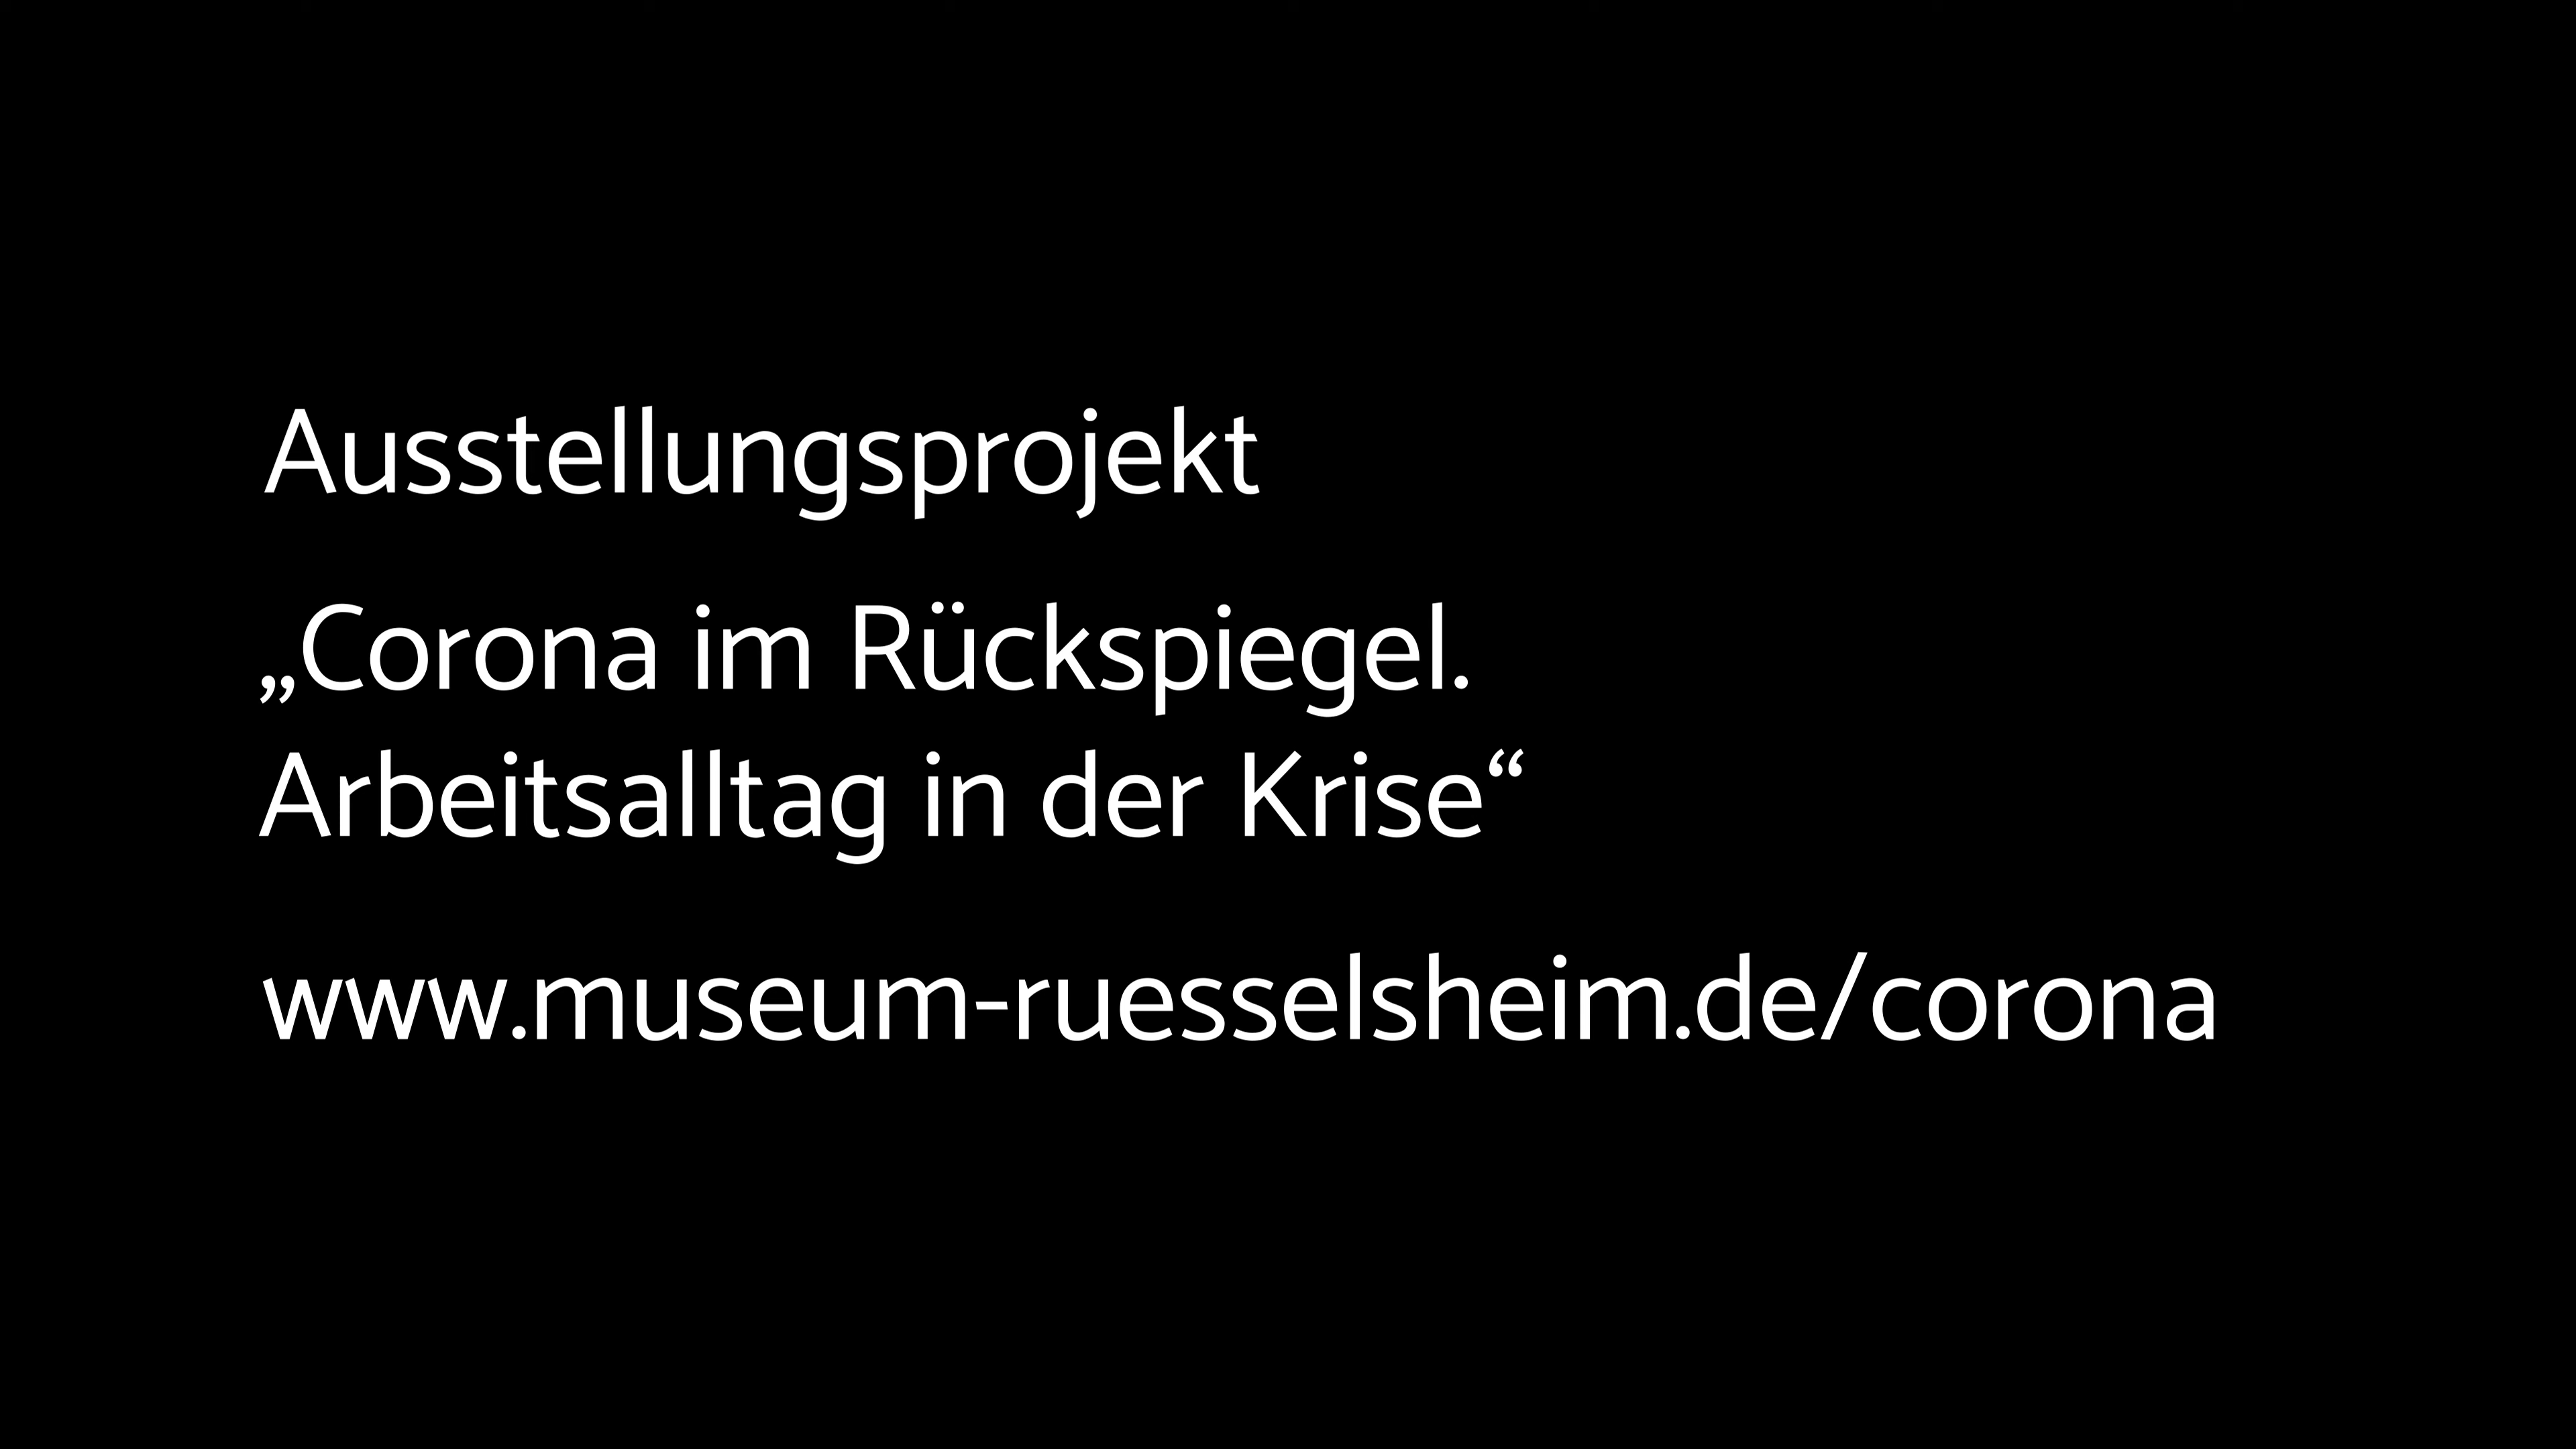 Ausstellungsprojekt
„Corona im Rückspiegel.
Arbeitsalltag in der Krise“
www.museum-ruesselsheim.de/corona